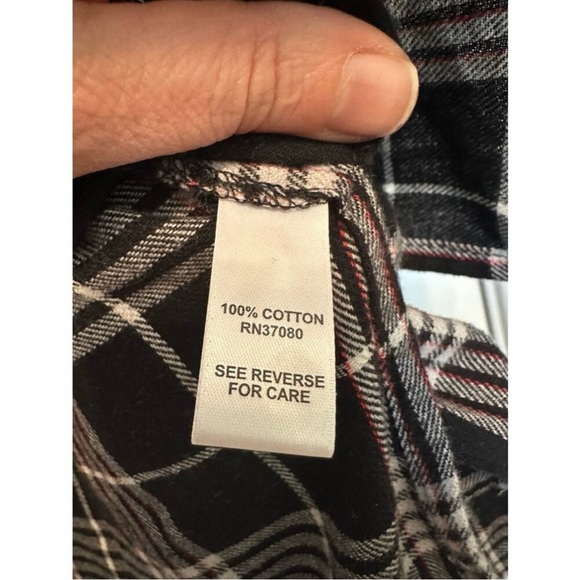 100% COTTON
RN37080
SEE REVERSE
FOR CARE